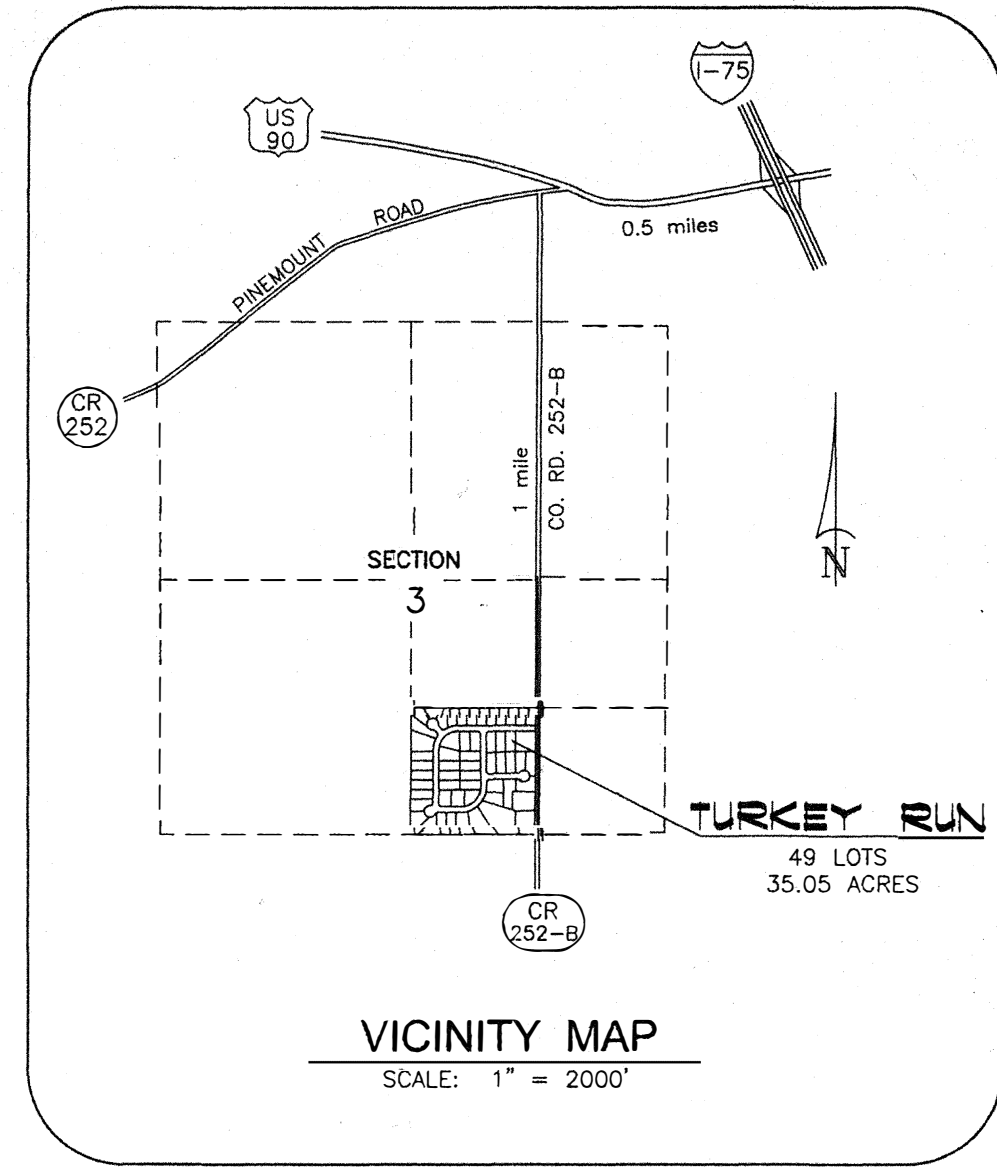 I-75
US
90
ROAD
0.5 miles
PINEMOUNT
CR
252
CO. RD. 252-B
1 mile
N
SECTION
3
TURKEY RUN
49 LOTS
35.05 ACRES
CR
252-B
VICINITY MAP
SCALE: 1" = 2000'